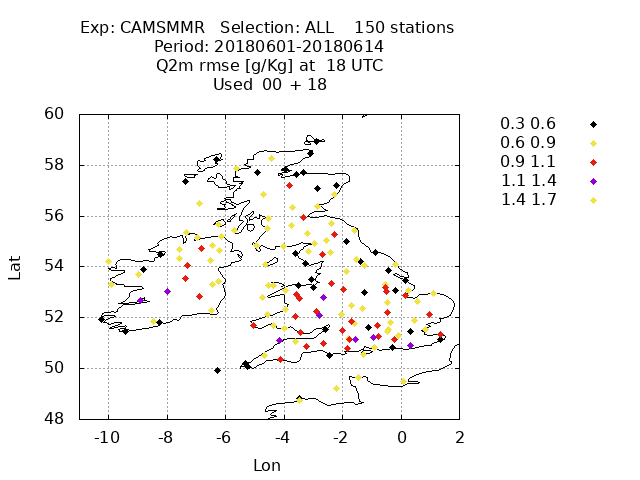 Exp: CAMSMMR   Selection: ALL    150 stations
Period: 20180601-20180614
Q2m rmse [g/Kg] at  18 UTC
Used  00 + 18
60
58
56
54
52
50
48
Lat
-10 -8 -6 -4 -2 0 2
Lon
0.3 0.6
0.6 0.9
0.9 1.1
1.1 1.4
1.4 1.7